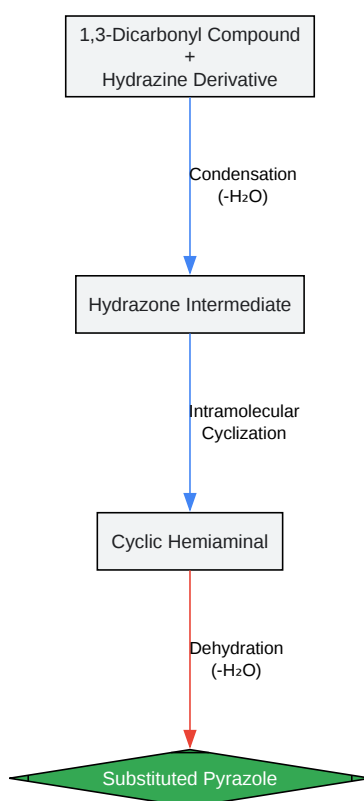 1,3-Dicarbonyl Compound
+
Hydrazine Derivative
Condensation
(-H₂O)
Hydrazone Intermediate
Intramolecular
Cyclization
Cyclic Hemiaminal
Dehydration
(-H₂O)
Substituted Pyrazole